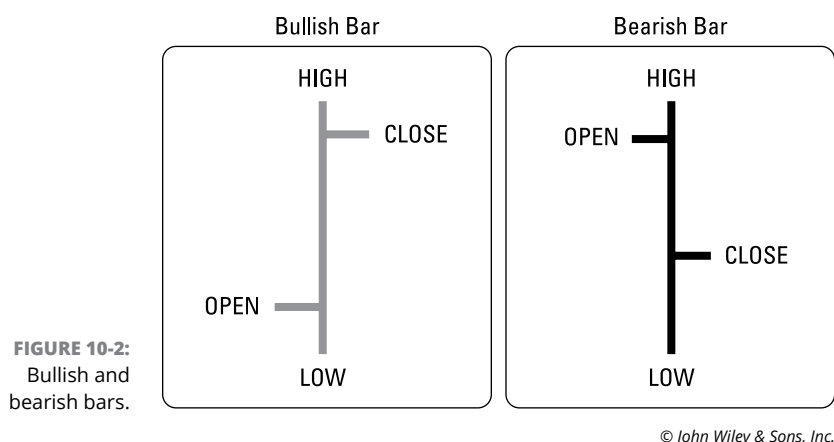 Bullish Bar
HIGH
CLOSE
OPEN
LOW
Bearish Bar
HIGH
OPEN
CLOSE
LOW
FIGURE 10-2:
Bullish and
bearish bars.
© John Wiley & Sons, Inc.